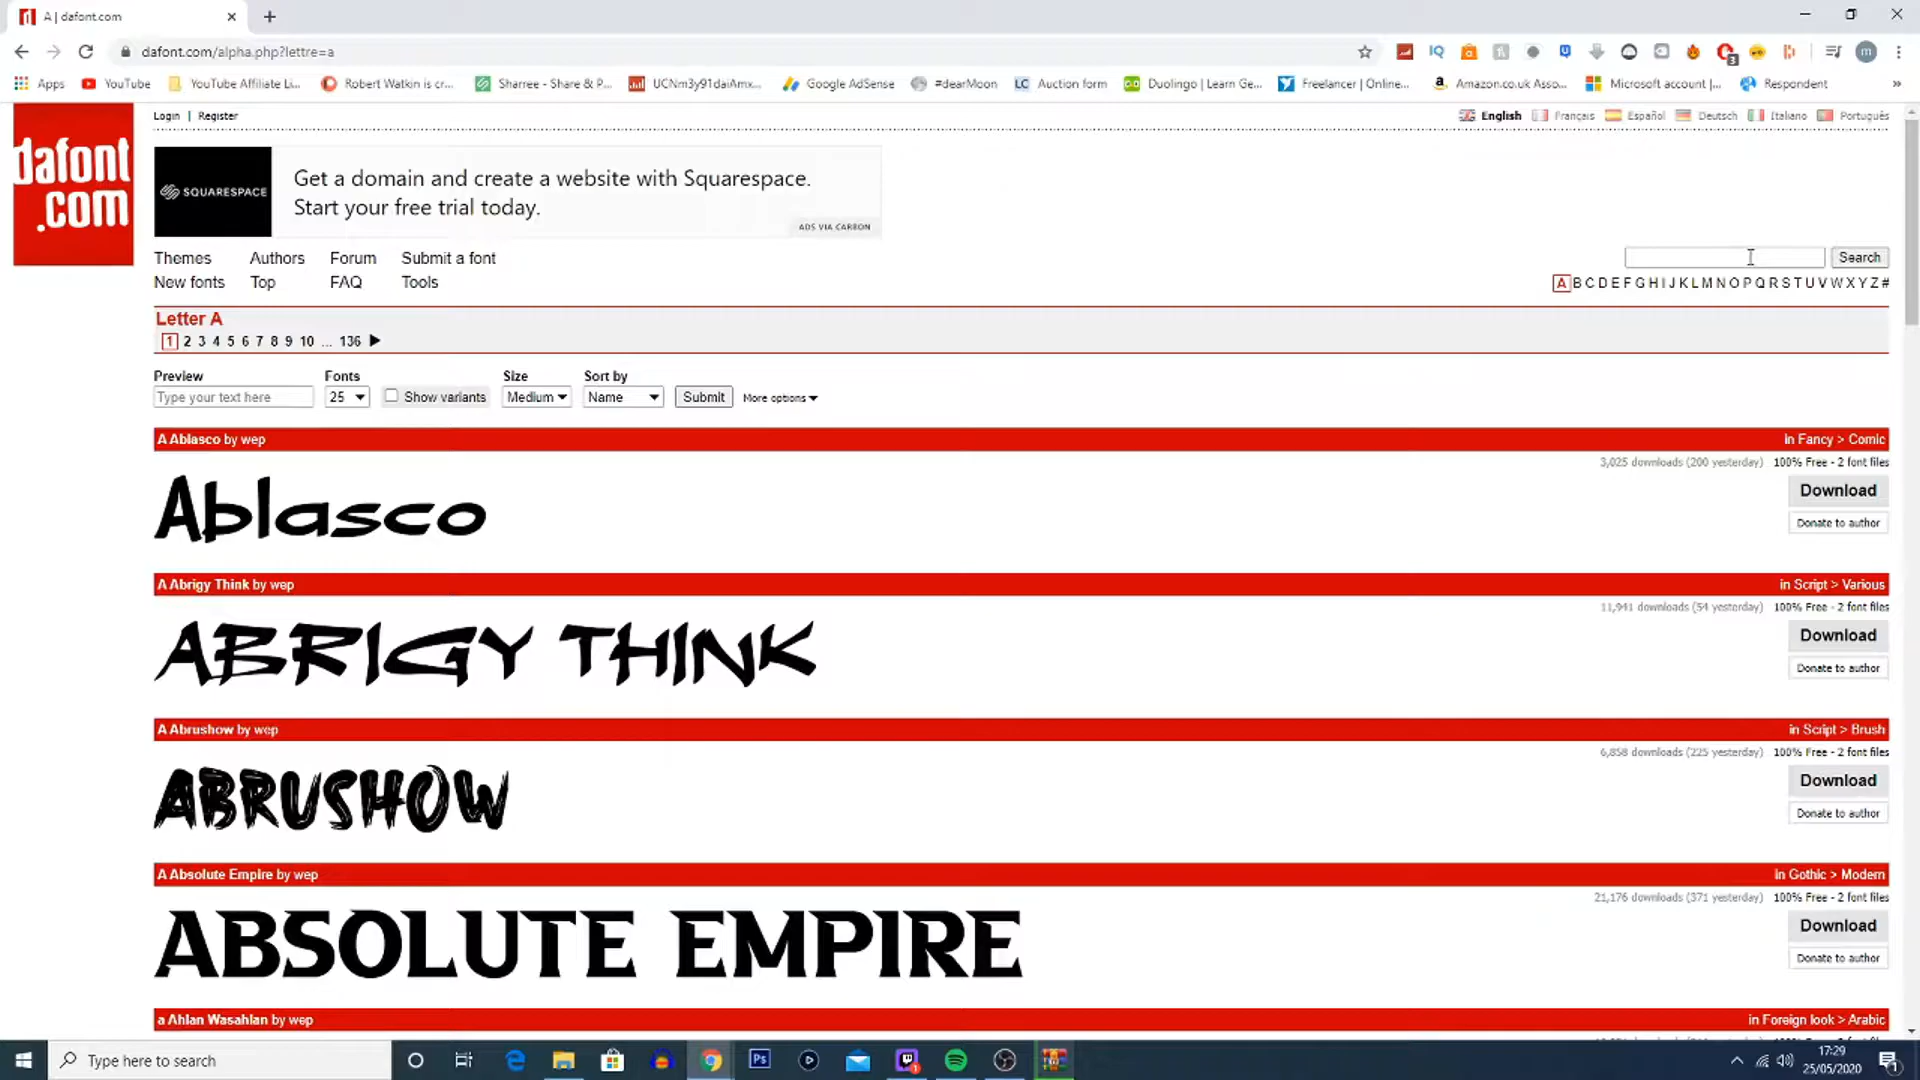 A | dafont.com
dafont.com/alpha.php?lettre=a
Apps YouTube YouTube Affiliate Li... Robert Watkin is cr... Sharree - Share & P... UCNm3y91daiAmx... Google AdSense #dearMoon LC Auction form Duolingo | Learn Ge... Freelancer | Online... Amazon.co.uk Asso... Microsoft account |... Respondent »
dafont
.com
Login | Register
English Français Español Deutsch Italiano Português
SQUARESPACE
Get a domain and create a website with Squarespace.
Start your free trial today.
ADS VIA CARBON
Themes Authors Forum Submit a font
Search
New fonts Top FAQ Tools
A B C D E F G H I J K L M N O P Q R S T U V W X Y Z #
Letter A
1 2 3 4 5 6 7 8 9 10 ... 136
Preview Fonts Size Sort by
Type your text here 25 Show variants Medium Name Submit More options
A Ablasco by wep in Fancy > Comic
3,025 downloads (200 yesterday) 100% Free - 2 font files
Ablasco
Download
Donate to author
A Abrigy Think by wep in Script > Various
11,941 downloads (54 yesterday) 100% Free - 2 font files
ABRIGY THINK
Download
Donate to author
A Abrushow by wep in Script > Brush
6,858 downloads (225 yesterday) 100% Free - 2 font files
ABRUSHOW
Download
Donate to author
A Absolute Empire by wep in Gothic > Modern
21,176 downloads (371 yesterday) 100% Free - 2 font files
ABSOLUTE EMPIRE
Download
Donate to author
a Ahlan Wasahlan by wep in Foreign look > Arabic
Type here to search
Ps
17:29
25/05/2020